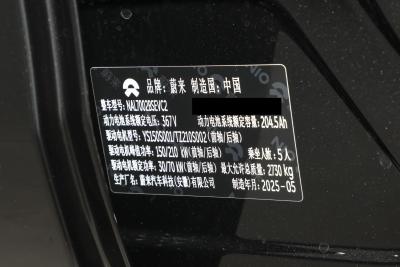 品牌：蔚来 制造国：中国
整车型号：NAL7002BSEVC2
动力电池系统额定电压：367V 动力电池系统额定容量：204.5Ah
驱动电机型号：YS150S001/TZ210S002(前轴/后轴)
驱动电机峰值功率：150/210 kW(前轴/后轴) 乘坐人数：5人
驱动电机额定功率：30/70 kW(前轴/后轴) 最大允许总质量：2730 kg
生产厂名：蔚来汽车科技(安徽)有限公司 制造年月：2025-05